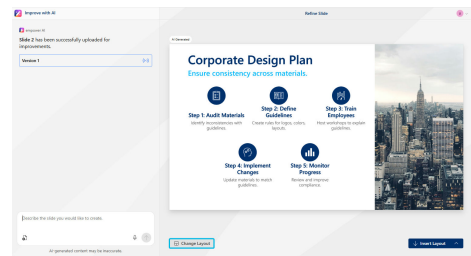 Improve with AI
Refine Slide
empower AI
Slide 2 has been successfully uploaded for
improvements.
Version 1
AI Generated
Corporate Design Plan
Ensure consistency across materials.
Step 1: Audit Materials
Identify inconsistencies with
guidelines.
Step 2: Define
Guidelines
Create rules for logos, colors,
layouts.
Step 3: Train
Employees
Host workshops to explain
guidelines.
Step 4: Implement
Changes
Update materials to match
guidelines.
Step 5: Monitor
Progress
Review and improve
compliance.
Describe the slide you would like to create.
AI-generated content may be inaccurate.
Change Layout
Insert Layout